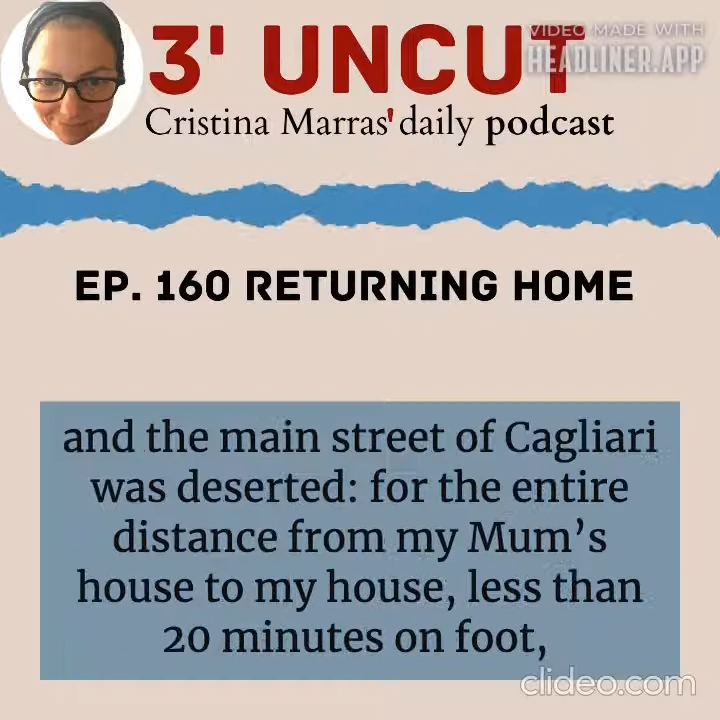 3' UNCUT
VIDEO MADE WITH
HEADLINER.APP
Cristina Marras' daily podcast
EP. 160 RETURNING HOME
and the main street of Cagliari
was deserted: for the entire
distance from my Mum's
house to my house, less than
20 minutes on foot,
clideo.com